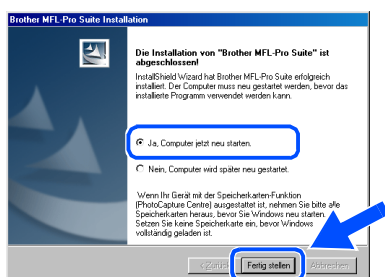 Brother MFL-Pro Suite Installation
Die Installation von "Brother MFL-Pro Suite" ist
abgeschlossen!
InstallShield Wizard hat Brother MFL-Pro Suite erfolgreich
installiert. Der Computer muss neu gestartet werden, bevor das
installierte Programm verwendet werden kann.
Ja, Computer jetzt neu starten.
Nein, Computer wird später neu gestartet.
Wenn Ihr Gerät mit der Speicherkarten-Funktion
(PhotoCapture Centre) ausgestattet ist, nehmen Sie bitte alle
Speicherkarten heraus, bevor Sie Windows neu starten.
Setzen Sie keine Speicherkarte ein, bevor Windows
vollständig geladen ist.
< Zurück Fertig stellen Abbrechen